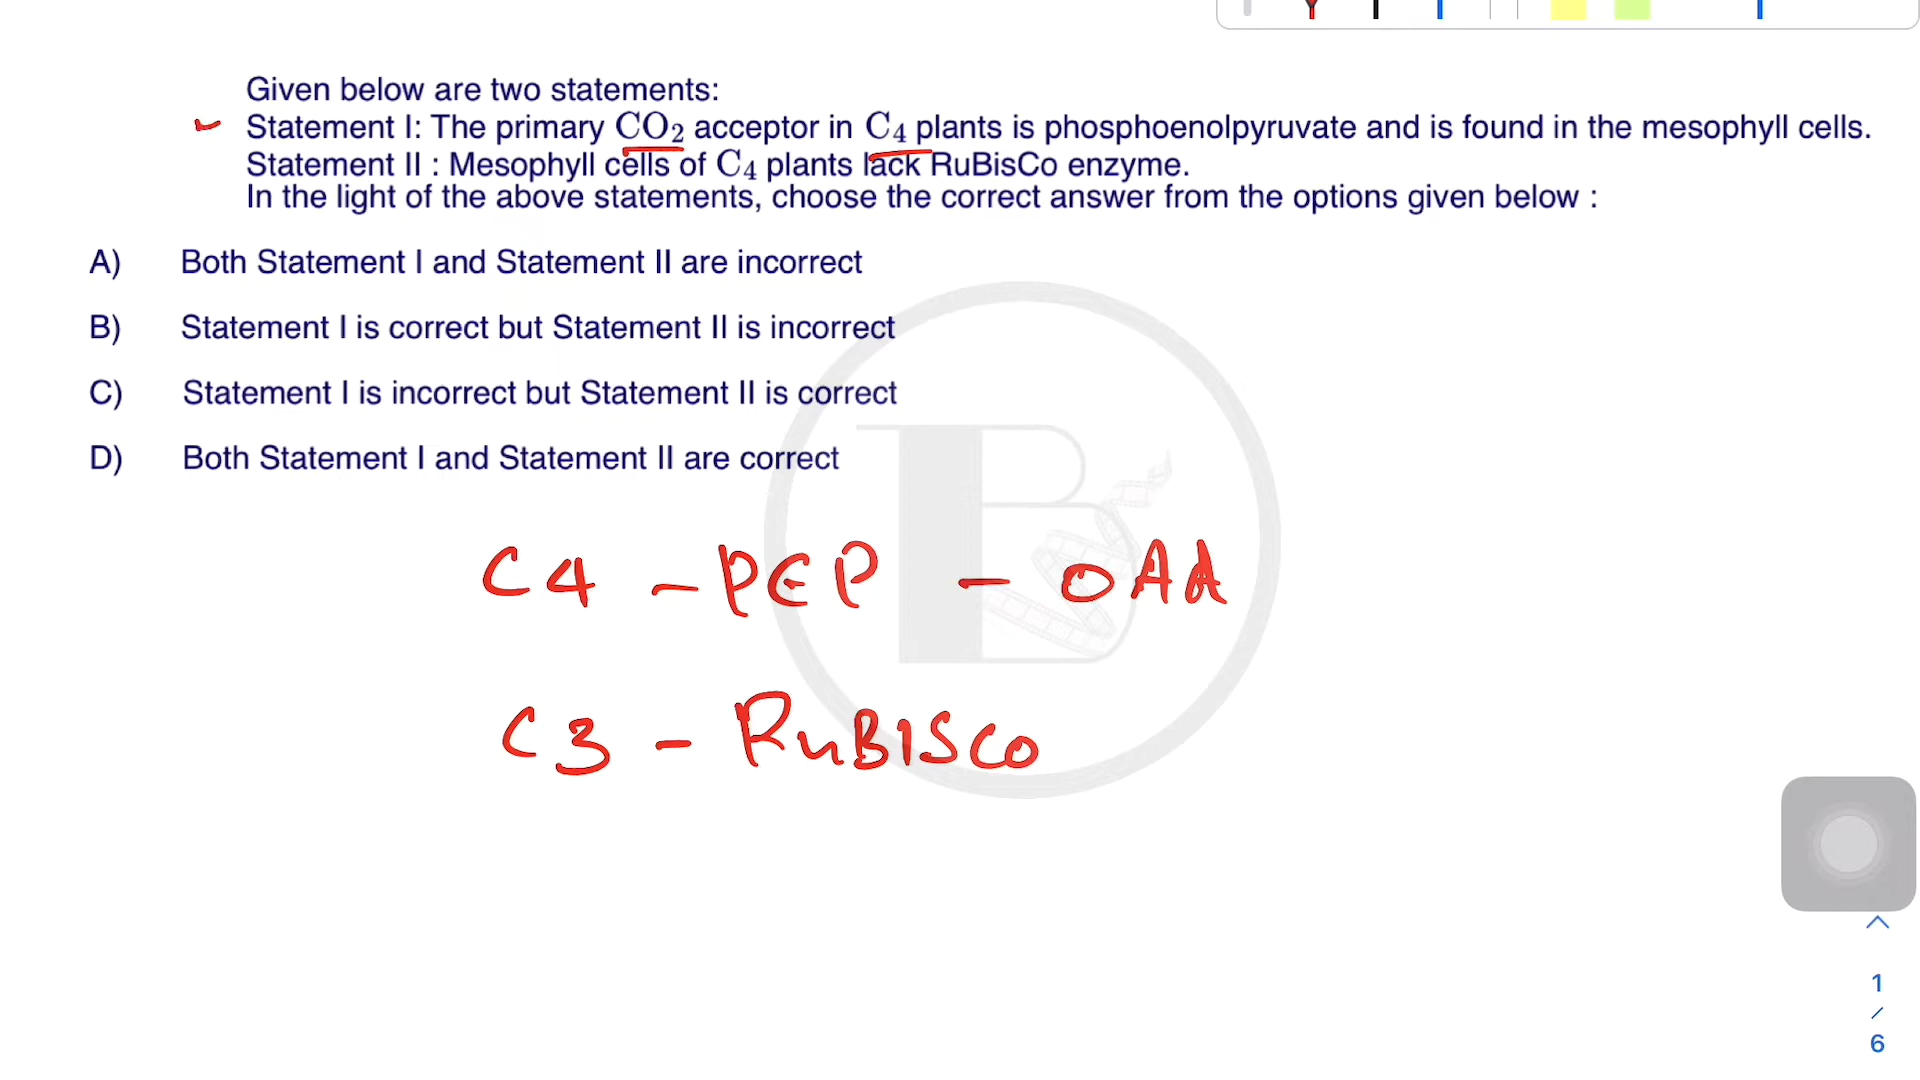 Given below are two statements:
Statement I: The primary CO₂ acceptor in C₄ plants is phosphoenolpyruvate and is found in the mesophyll cells.
Statement II : Mesophyll cells of C₄ plants lack RuBisCo enzyme.
In the light of the above statements, choose the correct answer from the options given below :
A) Both Statement I and Statement II are incorrect
B) Statement I is correct but Statement II is incorrect
C) Statement I is incorrect but Statement II is correct
D) Both Statement I and Statement II are correct
C4 - PEP - OAA
C3 - RuBISCO
1
/
6